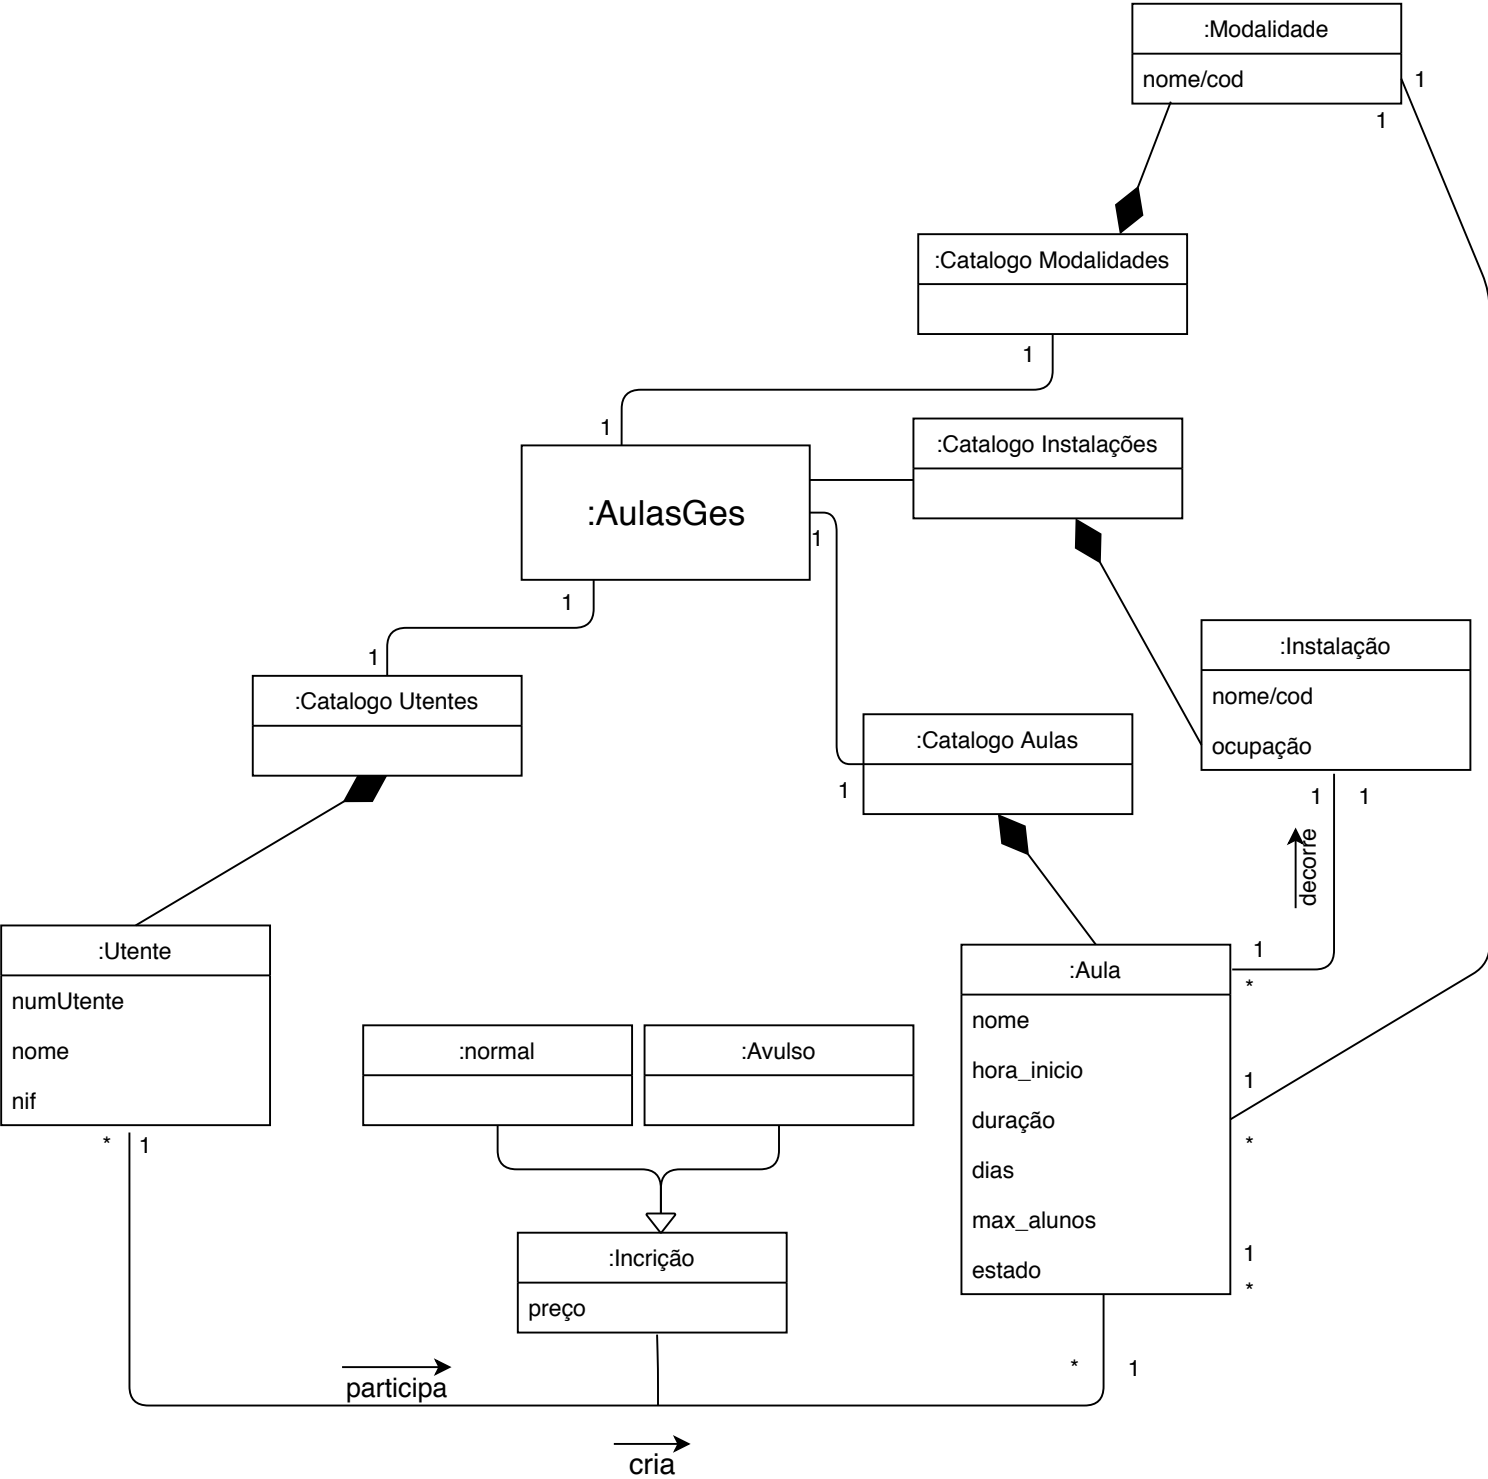 :Modalidade
nome/cod
1
1
:Catalogo Modalidades
1
1
:Catalogo Instalações
:AulasGes
1
1
:Instalação
nome/cod
ocupação
1
:Catalogo Utentes
:Catalogo Aulas
1
1 1
decorre
:Utente
numUtente
nome
nif
* 1
1
*
:Aula
nome
hora_inicio
duração
dias
max_alunos
estado
1
*
1
*
:normal
:Avulso
:Incrição
preço
* 1
participa
cria